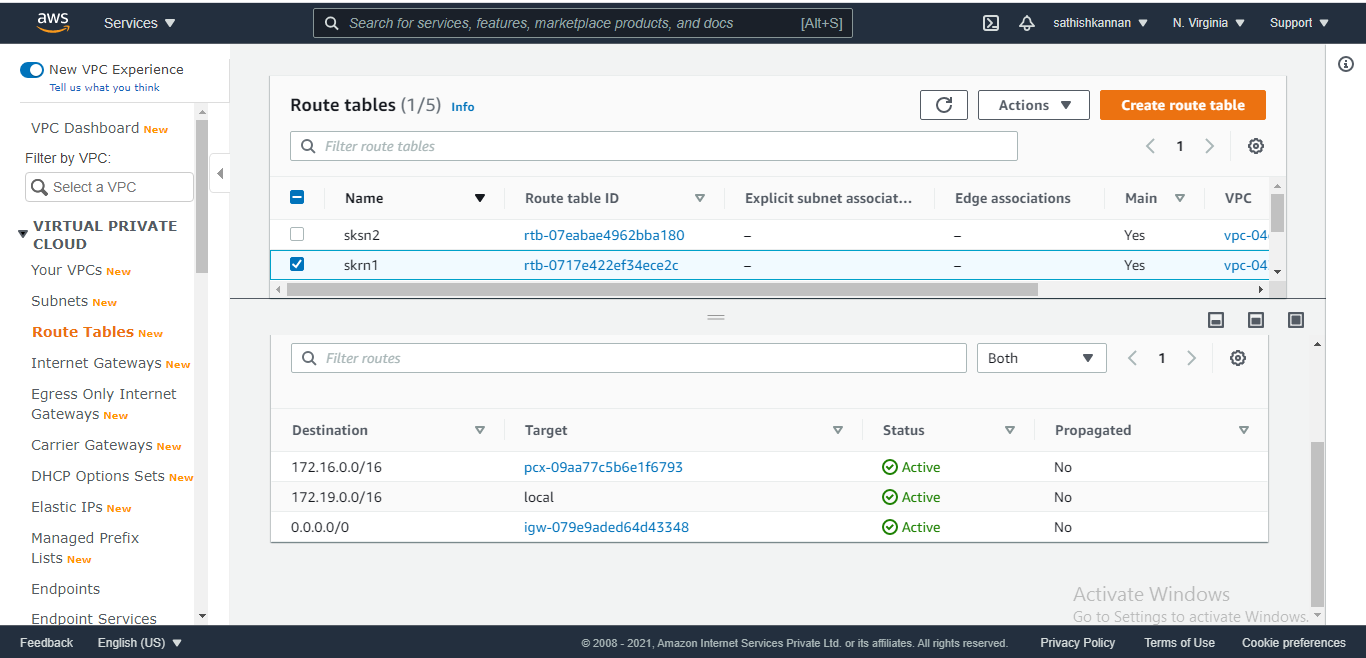 aws Services Search for services, features, marketplace products, and docs [Alt+S] sathishkannan N. Virginia Support
New VPC Experience
Tell us what you think
VPC Dashboard New
Filter by VPC:
Select a VPC
VIRTUAL PRIVATE
CLOUD
Your VPCs New
Subnets New
Route Tables New
Internet Gateways New
Egress Only Internet
Gateways New
Carrier Gateways New
DHCP Option Sets New
Elastic IPs New
Managed Prefix
Lists New
Endpoints
Endpoint Services
Route tables (1/5) Info Actions Create route table
Filter route tables 1
Name Route table ID Explicit subnet associat... Edge associations Main VPC
sksn2 rtb-07eabae4962bba180 – – Yes vpc-04
skrn1 rtb-0717e422ef34ece2c – – Yes vpc-04
Filter routes Both 1
Destination Target Status Propagated
172.16.0.0/16 pcx-09aa77c5b6e1f6793 Active No
172.19.0.0/16 local Active No
0.0.0.0/0 igw-079e9aded64d43348 Active No
Activate Windows
Go to Settings to activate Windows.
Feedback English (US) © 2008 - 2021, Amazon Internet Services Private Ltd. or its affiliates. All rights reserved. Privacy Policy Terms of Use Cookie preferences